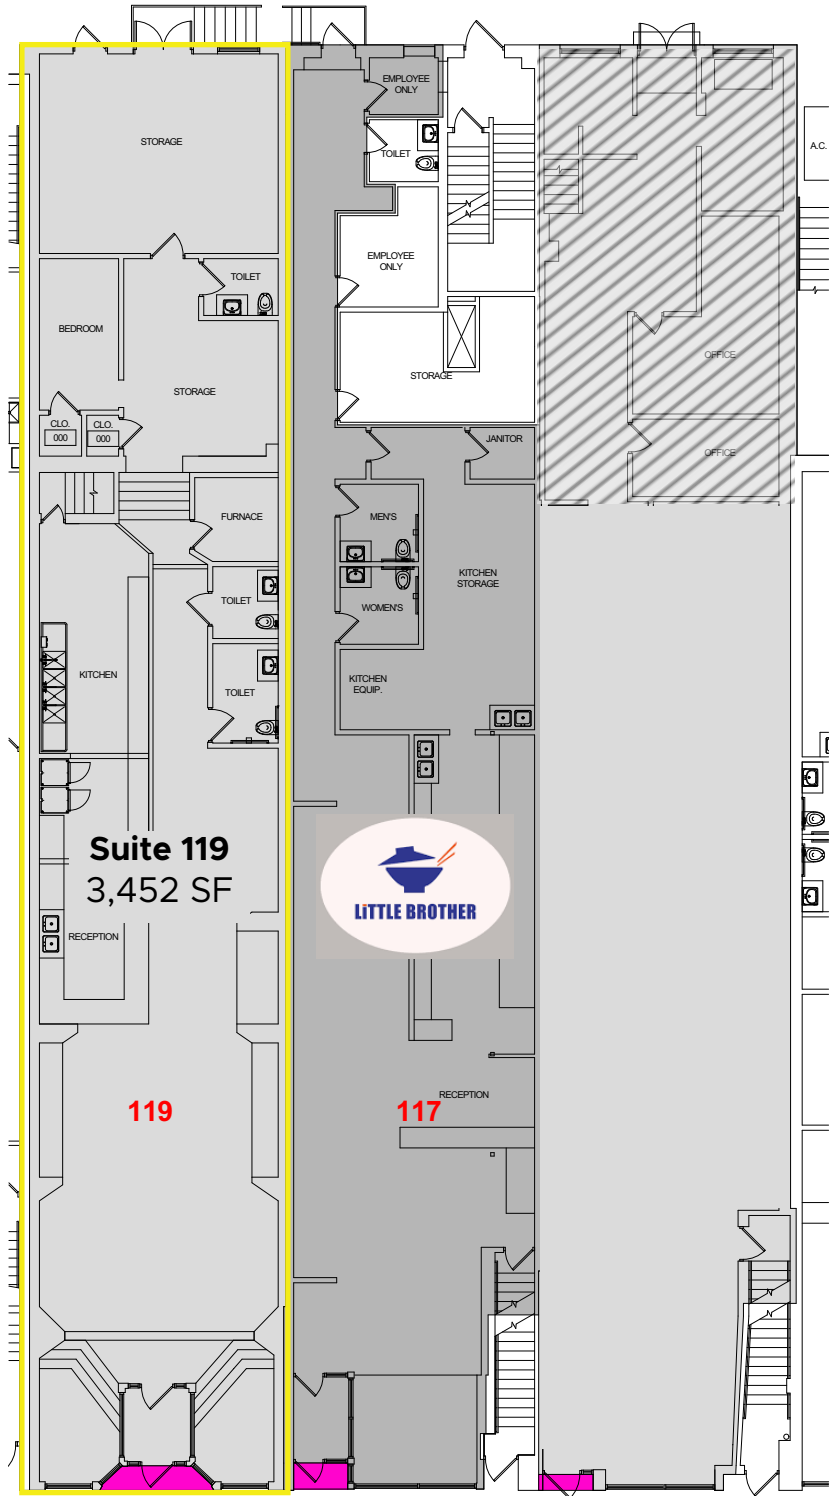 STORAGE
TOILET
BEDROOM
STORAGE
CLO.
000
CLO.
000
FURNACE
TOILET
KITCHEN
TOILET
Suite 119
3,452 SF
RECEPTION
119
EMPLOYEE
ONLY
TOILET
EMPLOYEE
ONLY
STORAGE
JANITOR
MEN'S
KITCHEN
STORAGE
WOMEN'S
KITCHEN
EQUIP.
LiTTLE BROTHER
RECEPTION
117
OFFICE
OFFICE
A.C.